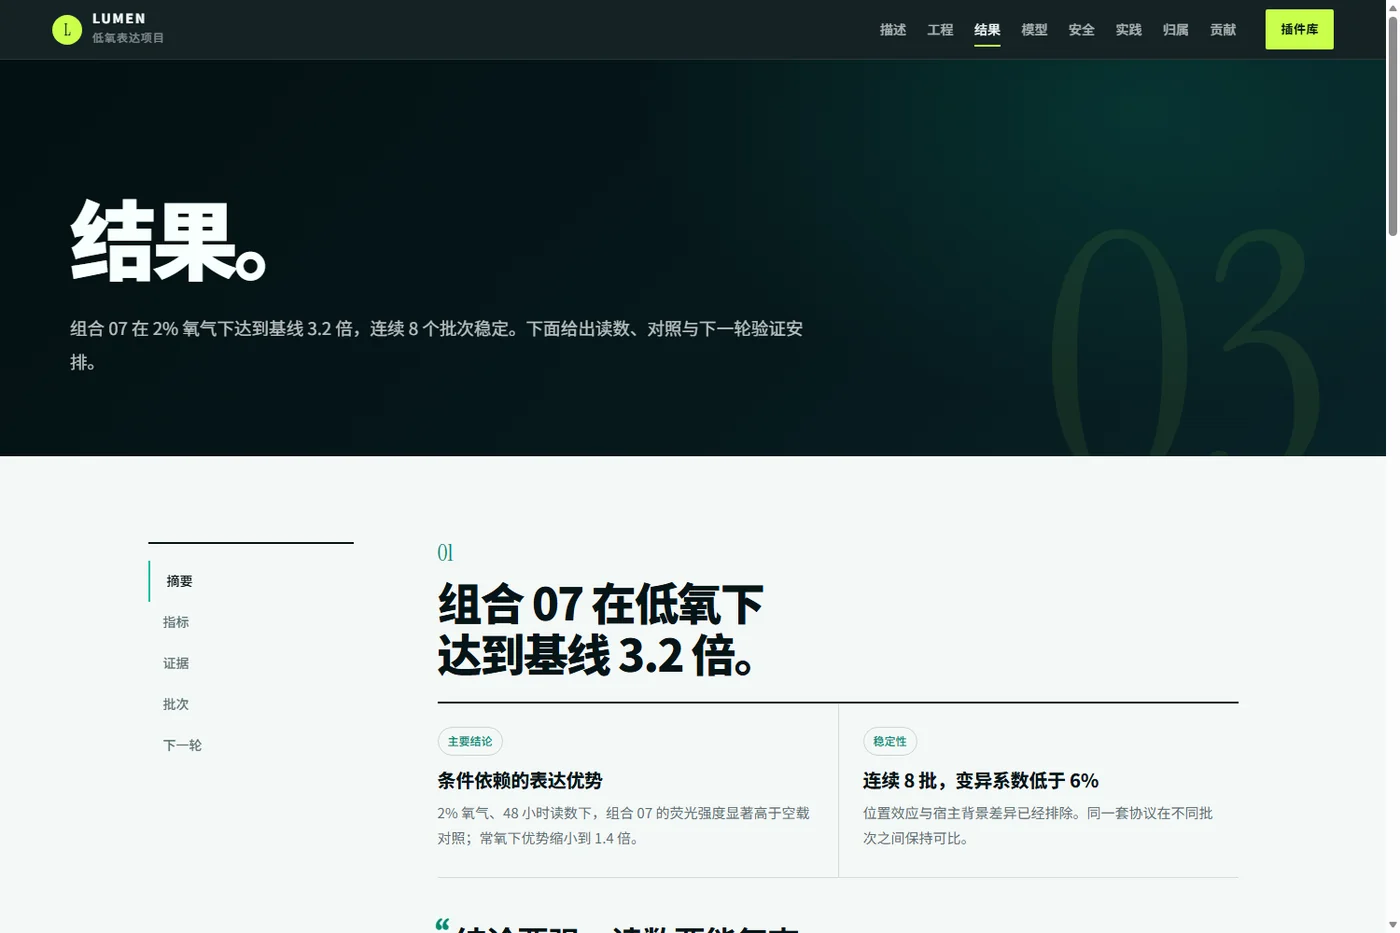 L
LUMEN
低氧表达项目
描述 工程 结果 模型 安全 实践 归属 贡献 插件库
结果。
组合 07 在 2% 氧气下达到基线 3.2 倍，连续 8 个批次稳定。下面给出读数、对照与下一轮验证安
排。
03
摘要
指标
证据
批次
下一轮
01
组合 07 在低氧下
达到基线 3.2 倍。
主要结论
条件依赖的表达优势
2% 氧气、48 小时读数下，组合 07 的荧光强度显著高于空载
对照；常氧下优势缩小到 1.4 倍。
稳定性
连续 8 批，变异系数低于 6%
位置效应与宿主背景差异已经排除。同一套协议在不同批
次之间保持可比。